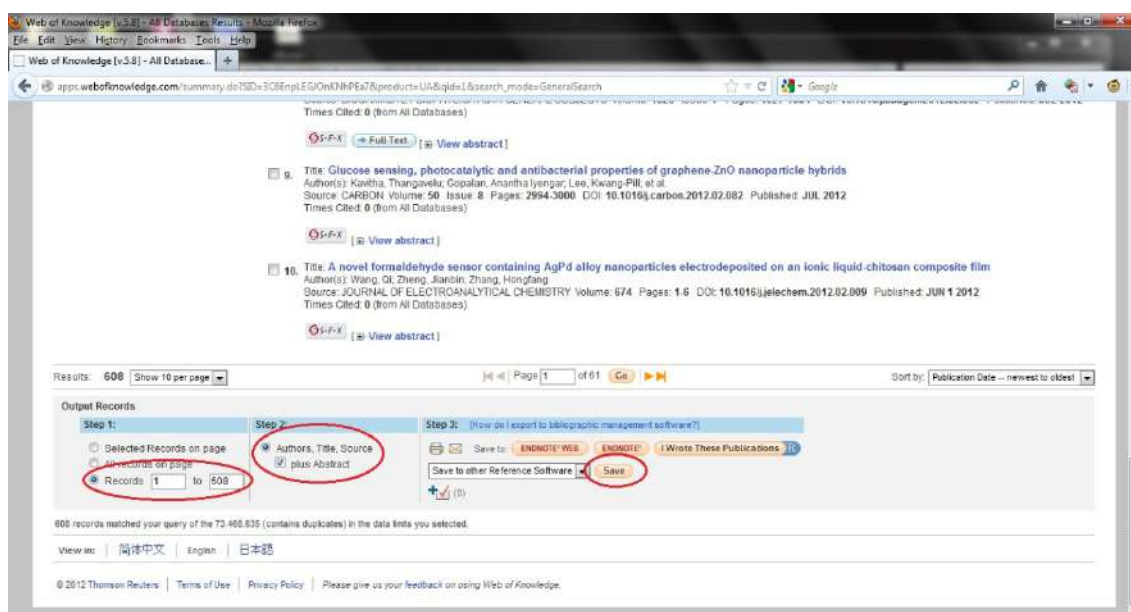 Web of Knowledge [v.5.8] - All Databases Results - Mozilla Firefox
File Edit View History Bookmarks Tools Help
Web of Knowledge [v.5.8] - All Database... +
apps.webofknowledge.com/summary.do?SID=3C6EnpLEGJOnKNhPEa7&product=UA&qid=1&search_mode=GeneralSearch Google
Times Cited: 0 (from All Databases)
S·F·X Full Text [ View abstract ]
9. Title: Glucose sensing, photocatalytic and antibacterial properties of graphene-ZnO nanoparticle hybrids
Author(s): Kavitha, Thangavelu; Gopalan, Anantha Iyengar; Lee, Kwang-Pill; et al.
Source: CARBON Volume: 50 Issue: 8 Pages: 2994-3000 DOI: 10.1016/j.carbon.2012.02.082 Published: JUL 2012
Times Cited: 0 (from All Databases)
S·F·X [ View abstract ]
10. Title: A novel formaldehyde sensor containing AgPd alloy nanoparticles electrodeposited on an ionic liquid-chitosan composite film
Author(s): Wang, Qi; Zheng, Jianbin; Zhang, Hongfang
Source: JOURNAL OF ELECTROANALYTICAL CHEMISTRY Volume: 674 Pages: 1-6 DOI: 10.1016/j.jelechem.2012.02.009 Published: JUN 1 2012
Times Cited: 0 (from All Databases)
S·F·X [ View abstract ]
Results: 608 Show 10 per page Page 1 of 61 Go Sort by: Publication Date -- newest to oldest
Output Records
Step 1: Step 2: Step 3: [How do I export to bibliographic management software?]
Selected Records on page Authors, Title, Source Save to: ENDNOTE WEB ENDNOTE I Wrote These Publications R
All records on page plus Abstract Save to other Reference Software Save
Records 1 to 608 (0)
608 records matched your query of the 73.468.635 (contains duplicates) in the data limits you selected.
View in: | 简体中文 | English | 日本語
© 2012 Thomson Reuters | Terms of Use | Privacy Policy | Please give us your feedback on using Web of Knowledge.